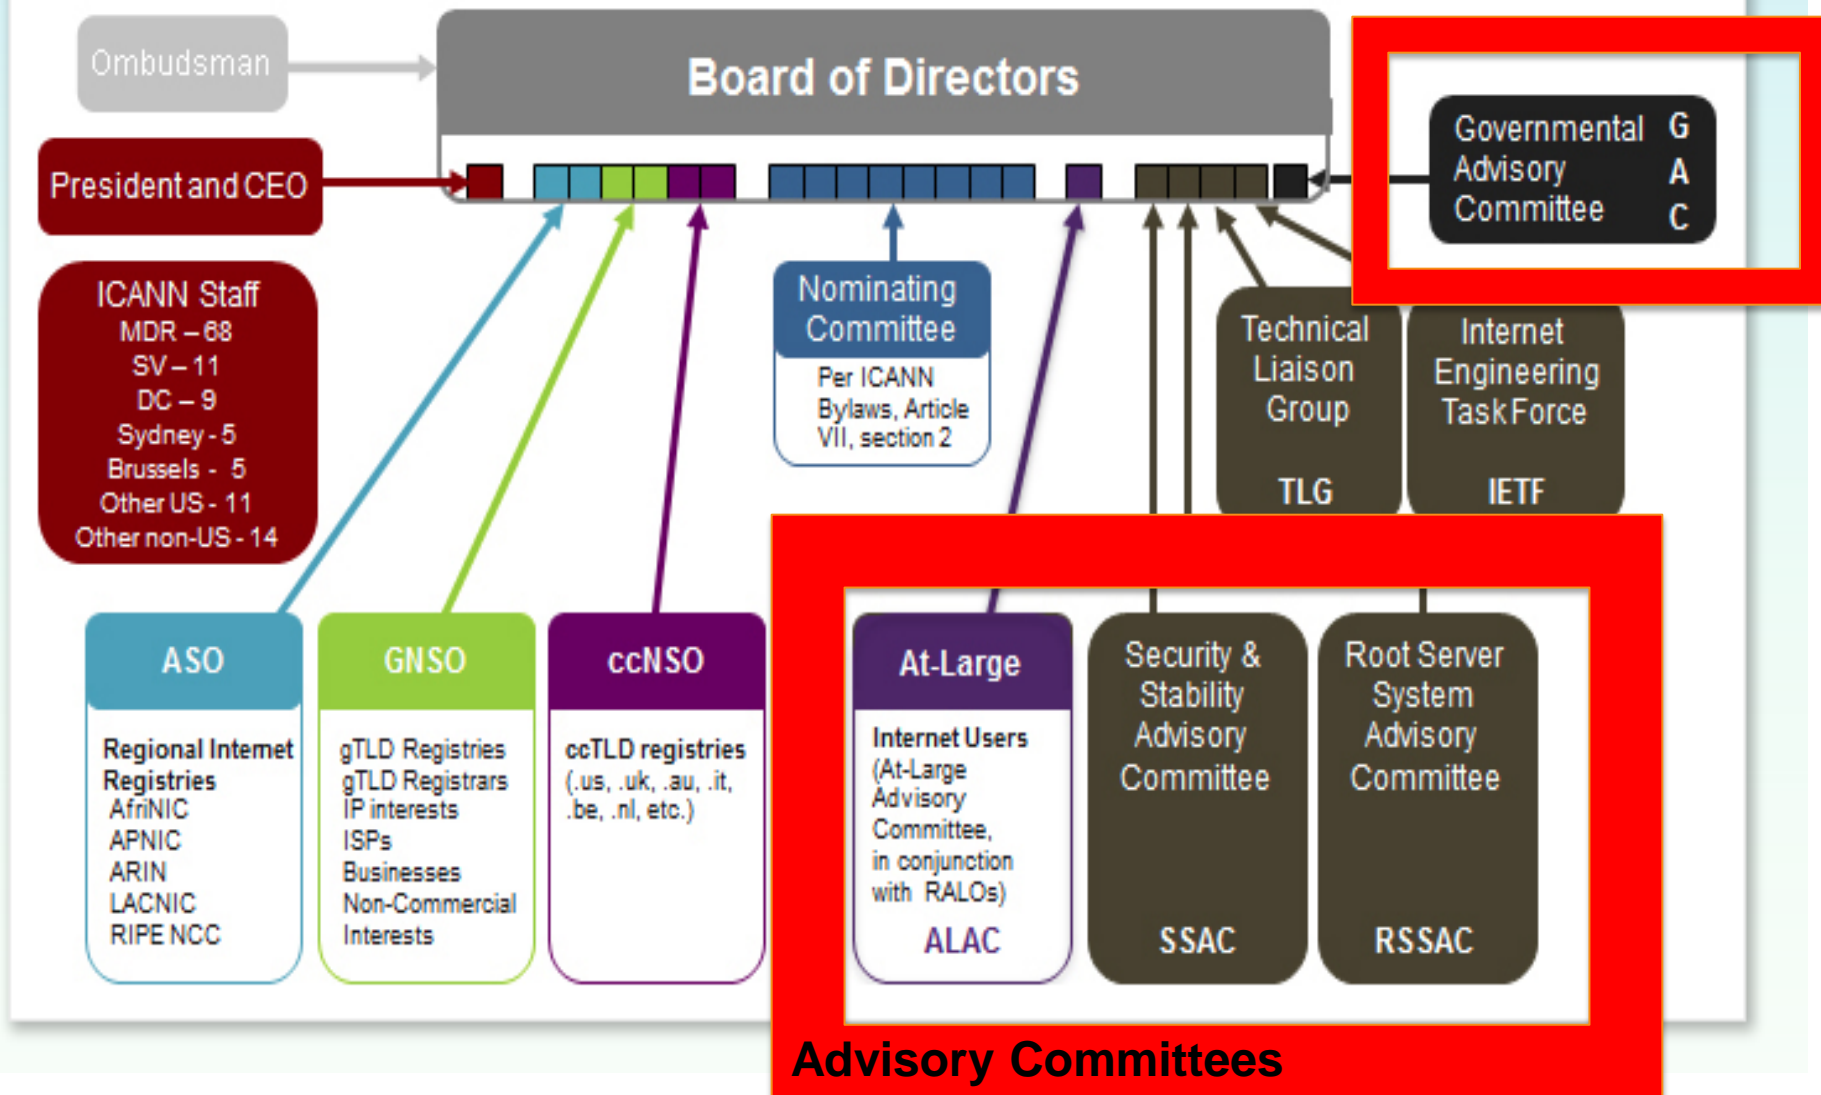 Ombudsman
Board of Directors
Governmental G
Advisory A
Committee C
President and CEO
ICANN Staff
MDR – 68
SV – 11
DC – 9
Sydney - 5
Brussels - 5
Other US - 11
Other non-US - 14
Nominating
Committee
Per ICANN
Bylaws, Article
VII, section 2
Technical
Liaison
Group
TLG
Internet
Engineering
Task Force
IETF
ASO
Regional Internet
Registries
AfriNIC
APNIC
ARIN
LACNIC
RIPE NCC
GNSO
gTLD Registries
gTLD Registrars
IP interests
ISPs
Businesses
Non-Commercial
Interests
ccNSO
ccTLD registries
(.us, .uk, .au, .it,
.be, .nl, etc.)
At-Large
Internet Users
(At-Large
Advisory
Committee,
in conjunction
with RALOs)
ALAC
Security &
Stability
Advisory
Committee
SSAC
Root Server
System
Advisory
Committee
RSSAC
Advisory Committees